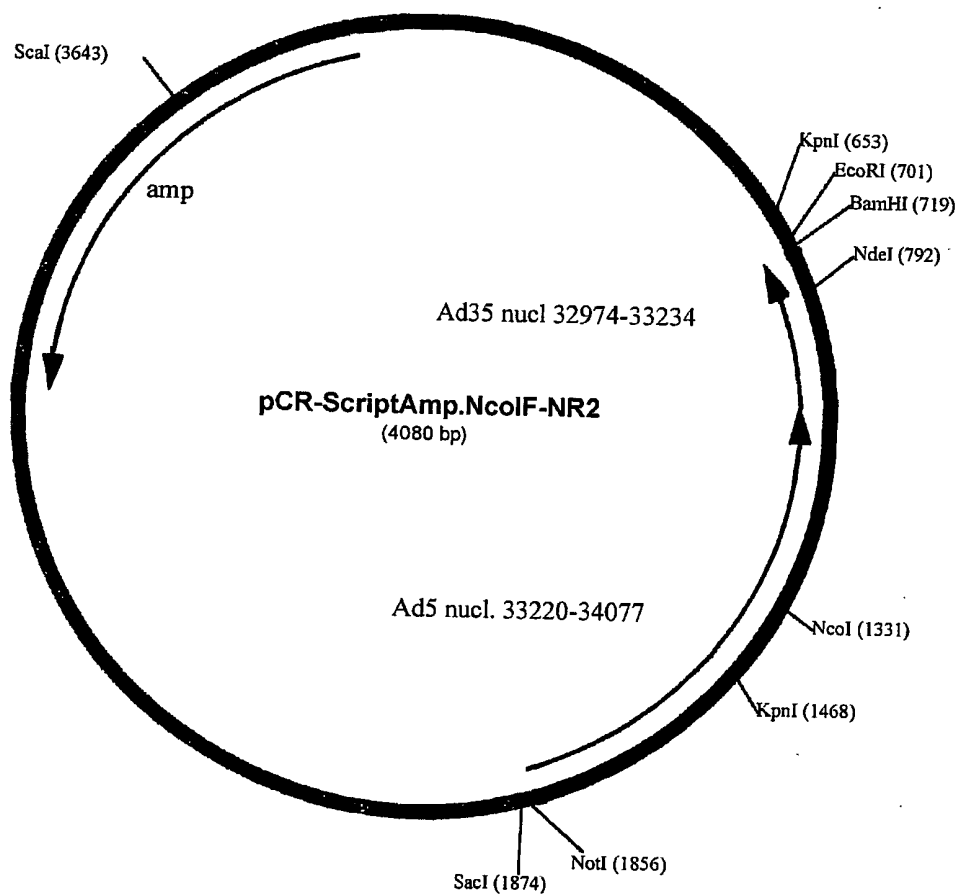 ScaI (3643)
KpnI (653)
EcoRI (701)
BamHI (719)
NdeI (792)
amp
Ad35 nucl 32974-33234
pCR-ScriptAmp.NcoIF-NR2
(4080 bp)
Ad5 nucl. 33220-34077
NcoI (1331)
KpnI (1468)
NotI (1856)
SacI (1874)